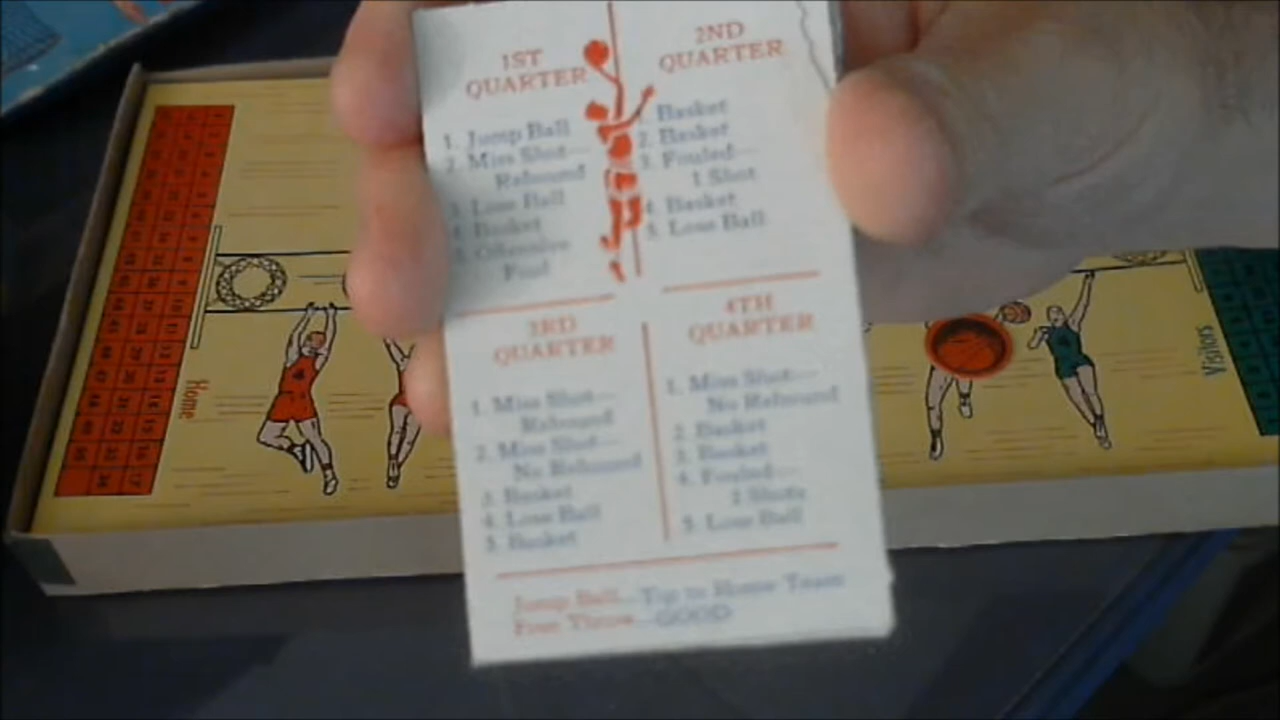 1ST
QUARTER
1. Jump Ball
2. Miss Shot—
Rebound
3. Lose Ball
4. Basket
5. Offensive
Foul
2ND
QUARTER
Basket
2. Basket
3. Fouled—
1 Shot
4. Basket
5. Lose Ball
3RD
QUARTER
1. Miss Shot—
Rebound
2. Miss Shot—
No Rebound
3. Basket
4. Lose Ball
5. Basket
4TH
QUARTER
1. Miss Shot—
No Rebound
2. Basket
3. Basket
4. Fouled—
2 Shots
5. Lose Ball
Jump Ball—Tip to Home Team
Free Throw—GOOD
Home
Visitors